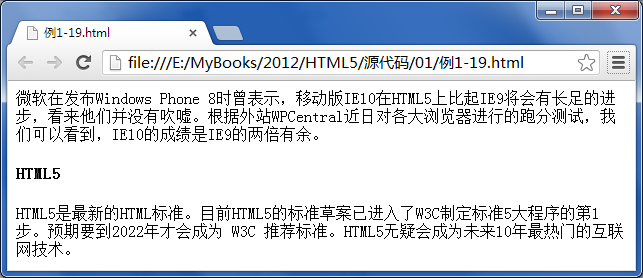 例1-19.html
file:///E:/MyBooks/2012/HTML5/源代码/01/例1-19.html
微软在发布Windows Phone 8时曾表示，移动版IE10在HTML5上比起IE9将会有长足的进
步，看来他们并没有吹嘘。根据外站WPCentral近日对各大浏览器进行的跑分测试，我
们可以看到，IE10的成绩是IE9的两倍有余。
HTML5
HTML5是最新的HTML标准。目前HTML5的标准草案已进入了W3C制定标准5大程序的第1
步。预期要到2022年才会成为 W3C 推荐标准。HTML5无疑会成为未来10年最热门的互联
网技术。